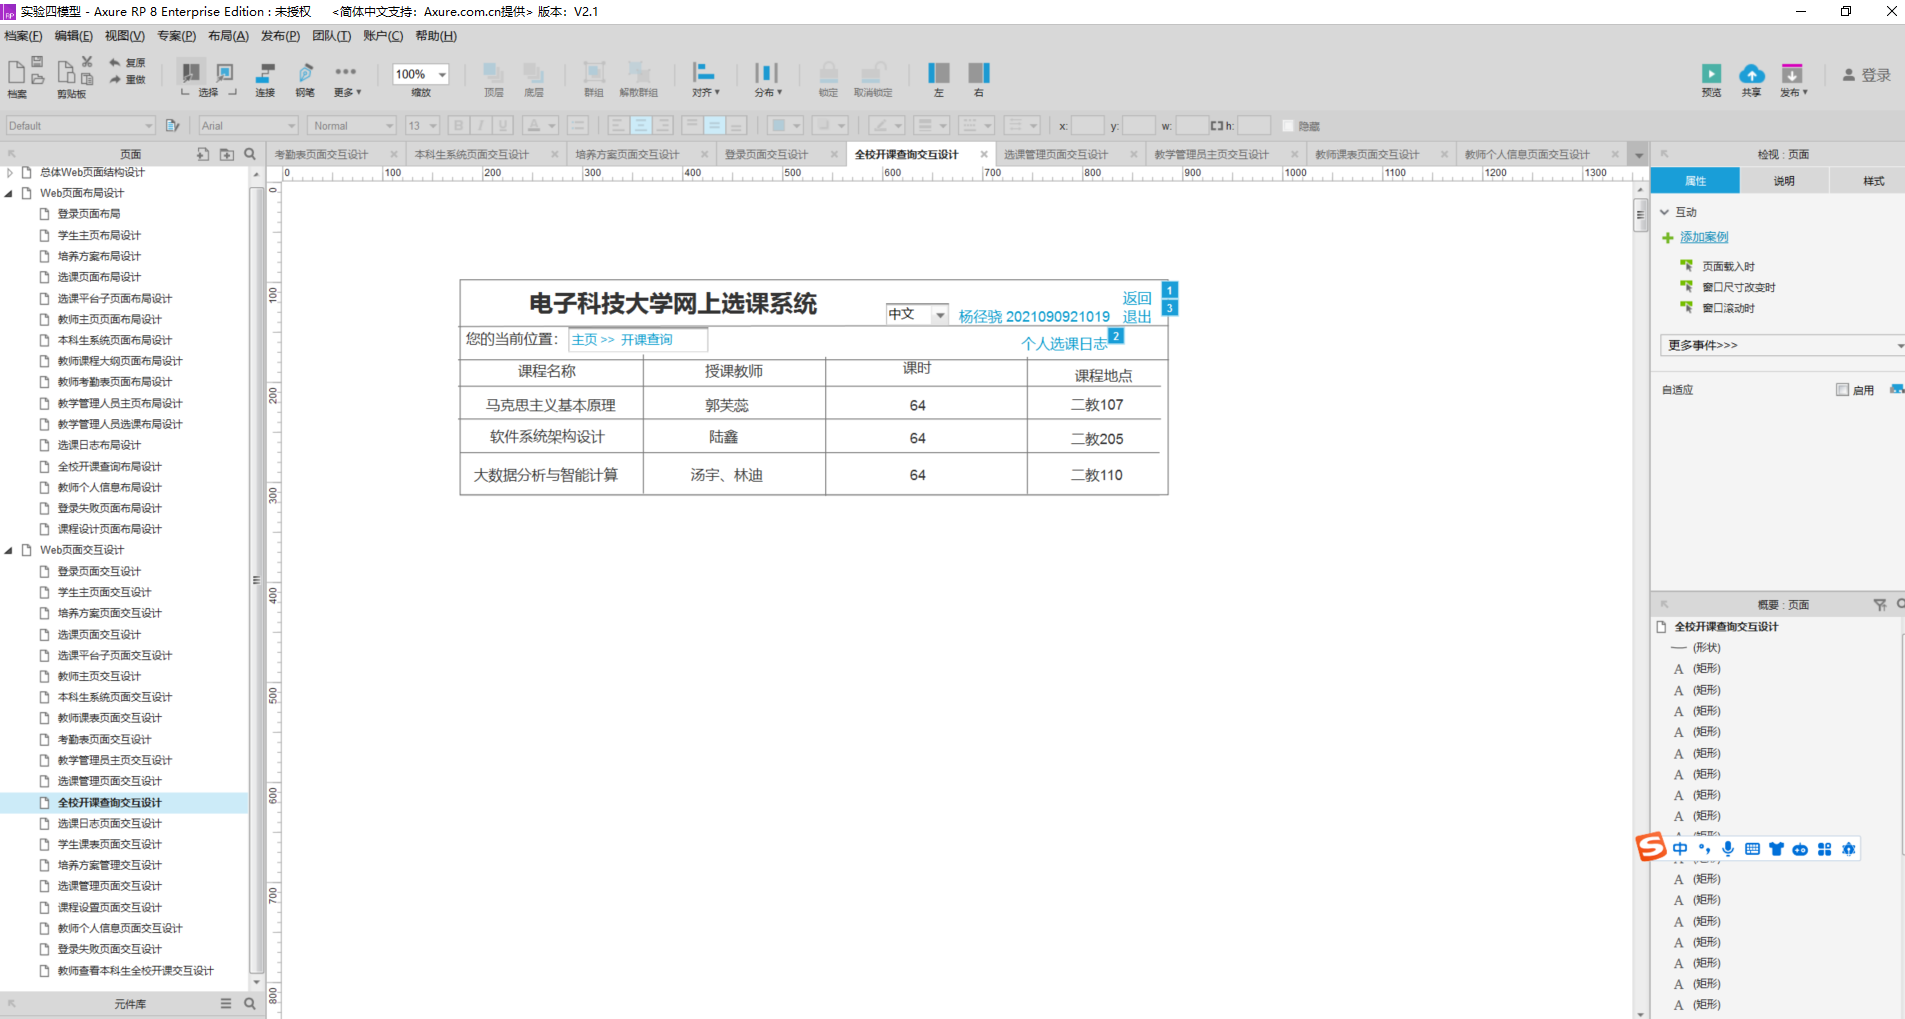 实验四模型 - Axure RP 8 Enterprise Edition : 未授权 <简体中文支持：Axure.com.cn提供> 版本：V2.1
档案(F) 编辑(E) 视图(V) 专案(P) 布局(A) 发布(P) 团队(T) 账户(C) 帮助(H)
档案 剪贴板 复原 重做 选择 连接 钢笔 更多 100% 缩放 顶层 底层 群组 解散群组 对齐 分布 锁定 取消锁定 左 右 预览 共享 发布 登录
Default Arial Normal 13 B I U A x: y: w: h: 隐藏
页面
考勤表页面交互设计 本科生系统页面交互设计 培养方案页面交互设计 登录页面交互设计 全校开课查询交互设计 选课管理页面交互设计 教学管理员主页交互设计 教师课表页面交互设计 教师个人信息页面交互设计
0 100 200 300 400 500 600 700 800 900 1000 1100 1200 1300
0 100 200 300 400 500 600 700 800
总体Web页面结构设计
Web页面布局设计
登录页面布局
学生主页布局设计
培养方案布局设计
选课页面布局设计
选课平台子页面布局设计
教师主页页面布局设计
本科生系统布局设计
教师课程大纲页面布局设计
教师考勤表页面布局设计
教学管理人员主页布局设计
教学管理人员选课布局设计
选课日志布局设计
全校开课查询布局设计
教师个人信息布局设计
登录失败页面布局设计
课程设计页面布局设计
Web页面交互设计
登录页面交互设计
学生主页面交互设计
培养方案页面交互设计
选课页面交互设计
选课平台子页面交互设计
教师主页交互设计
本科生系统页面交互设计
教师课表页面交互设计
考勤表页面交互设计
教学管理员主页交互设计
选课管理页面交互设计
全校开课查询交互设计
选课日志页面交互设计
学生课表页面交互设计
培养方案管理交互设计
选课管理页面交互设计
课程设置页面交互设计
教师个人信息页面交互设计
登录失败页面交互设计
教师查看本科生全校开课交互设计
元件库
电子科技大学网上选课系统 中文 杨径骁 2021090921019 返回 1
退出 3
您的当前位置： 主页 >> 开课查询 个人选课日志 2
课程名称 授课教师 课时 课程地点
马克思主义基本原理 郭芙蕊 64 二教107
软件系统架构设计 陆鑫 64 二教205
大数据分析与智能计算 汤宇、林迪 64 二教110
检视 : 页面
属性 说明 样式
互动
添加案例
页面载入时
窗口尺寸改变时
窗口滚动时
更多事件>>>
自适应 启用
概要 : 页面
全校开课查询交互设计
(形状)
A (矩形)
A (矩形)
A (矩形)
A (矩形)
A (矩形)
A (矩形)
A (矩形)
A (矩形)
中
A (矩形)
A (矩形)
A (矩形)
A (矩形)
A (矩形)
A (矩形)
A (矩形)